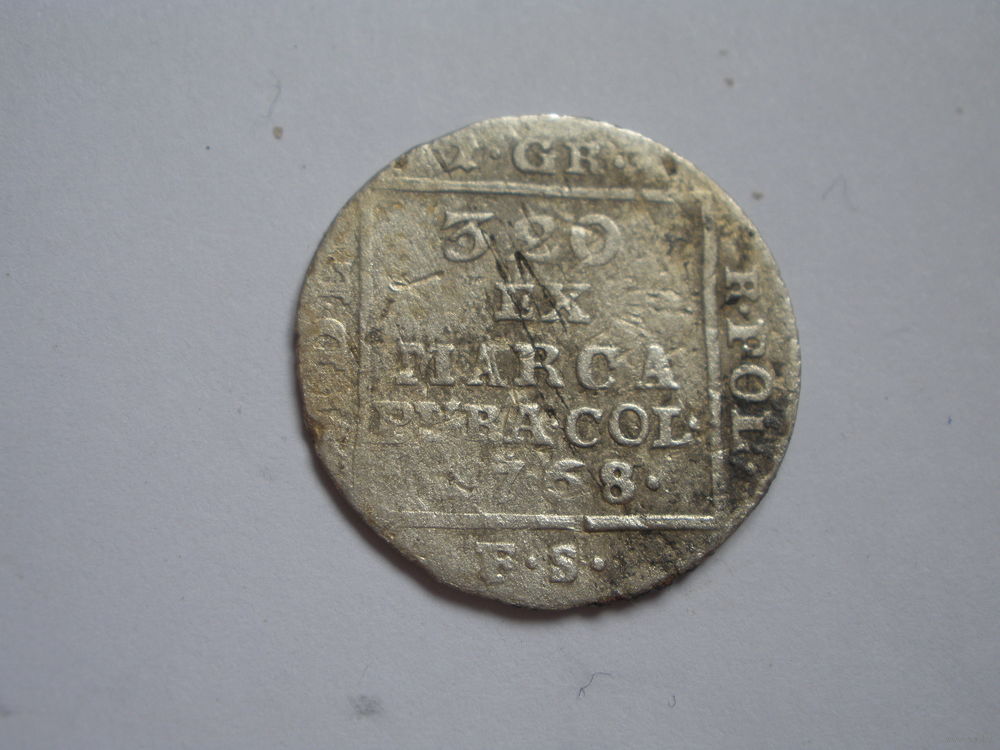 · GR ·
320
EX
MARCA
PURA·COL·
1768·
R·POL·
F·S·